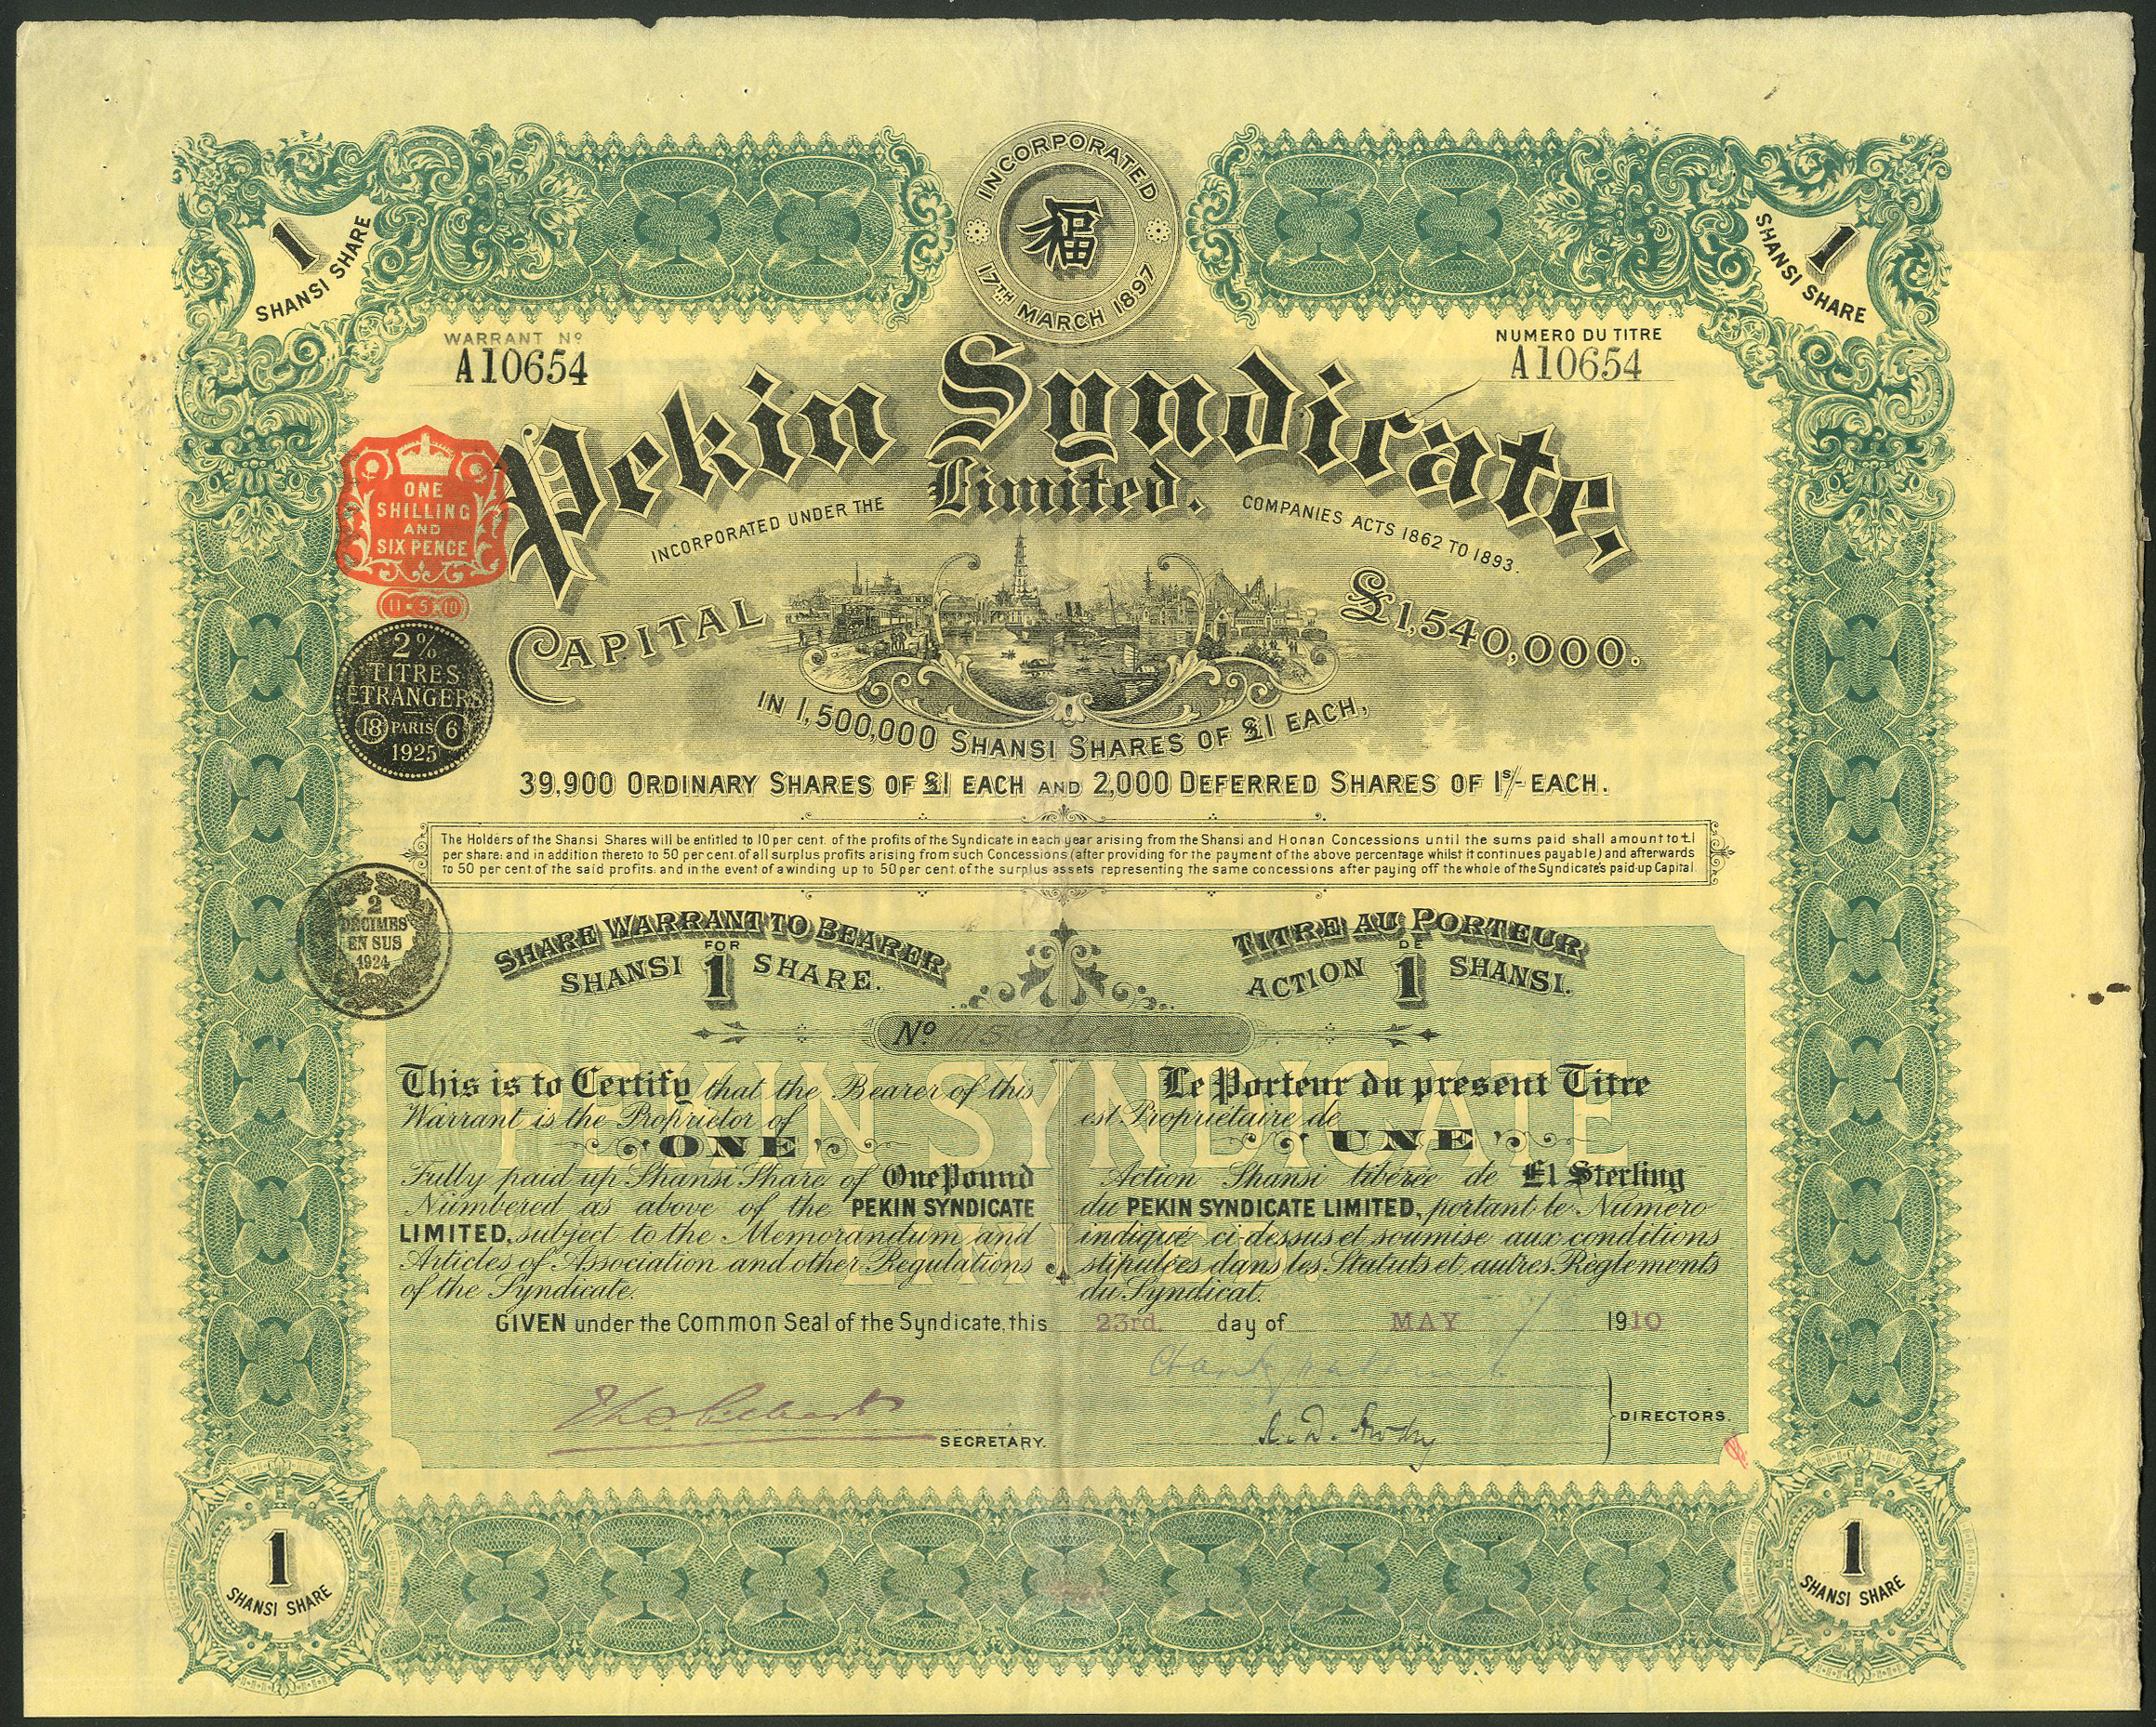 INCORPORATED
福
17TH MARCH 1897
1
SHANSI SHARE
1
SHANSI SHARE
WARRANT No
A10654
NUMERO DU TITRE
A10654
Pekin Syndicate,
Limited.
INCORPORATED UNDER THE COMPANIES ACTS 1862 TO 1893.
ONE
SHILLING
AND
SIX PENCE
11·5·10
CAPITAL £1,540,000.
2%
TITRES
ETRANGERS
18 PARIS 6
1925
IN 1,500,000 SHANSI SHARES OF £1 EACH,
39,900 ORDINARY SHARES OF £1 EACH AND 2,000 DEFERRED SHARES OF 1s/- EACH.
The Holders of the Shansi Shares will be entitled to 10 per cent. of the profits of the Syndicate in each year arising from the Shansi and Honan Concessions until the sums paid shall amount to £1
per share: and in addition thereto to 50 per cent. of all surplus profits arising from such Concessions (after providing for the payment of the above percentage whilst it continues payable) and afterwards
to 50 per cent. of the said profits: and in the event of a winding up to 50 per cent. of the surplus assets representing the same concessions after paying off the whole of the Syndicate's paid-up Capital.
2
DECIMES
EN SUS
1924
SHARE WARRANT TO BEARER
FOR
SHANSI 1 SHARE.
TITRE AU PORTEUR
DE
ACTION 1 SHANSI.
No
PEKIN SYNDICATE
LIMITED.
This is to Certify that the Bearer of this
Warrant is the Proprietor of
ONE
Fully paid up Shansi Share of One Pound
Numbered as above of the PEKIN SYNDICATE
LIMITED, subject to the Memorandum and
Articles of Association and other Regulations
of the Syndicate.
Le Porteur du present Titre
est Propriétaire de
UNE
Action Shansi libérée de £1 Sterling
du PEKIN SYNDICATE LIMITED, portant le Numero
indiqué ci-dessus et soumise aux conditions
stipulées dans les Statuts et autres Règlements
du Syndicat.
GIVEN under the Common Seal of the Syndicate, this 23rd. day of MAY 1910
SECRETARY.
DIRECTORS.
1
SHANSI SHARE
1
SHANSI SHARE